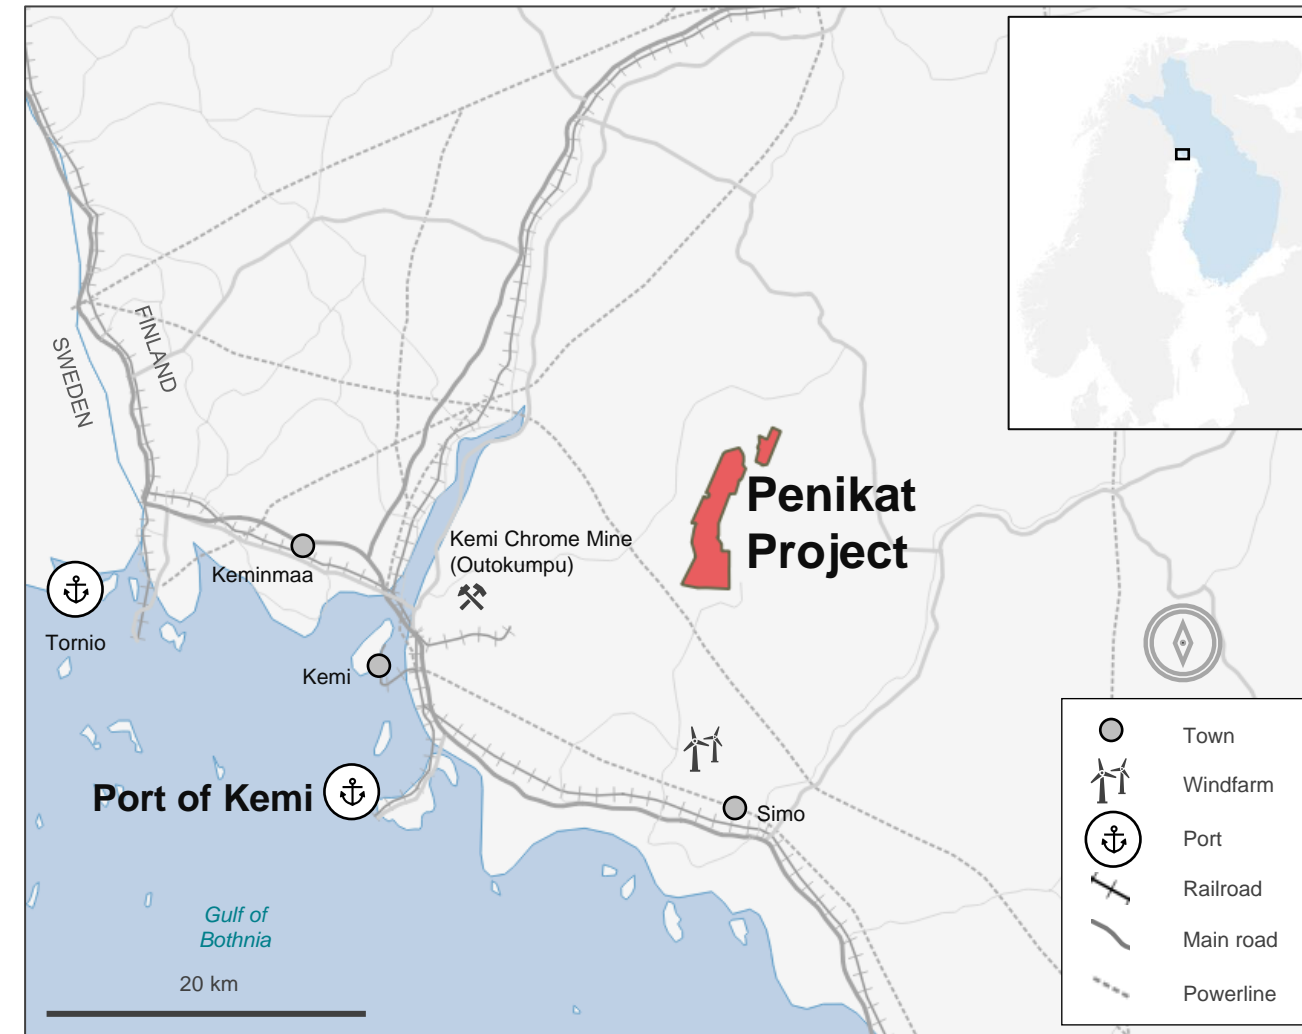 FINLAND
SWEDEN
Penikat
Project
Kemi Chrome Mine
(Outokumpu)
Keminmaa
Tornio
Kemi
Port of Kemi
Simo
Gulf of
Bothnia
20 km
Town
Windfarm
Port
Railroad
Main road
Powerline